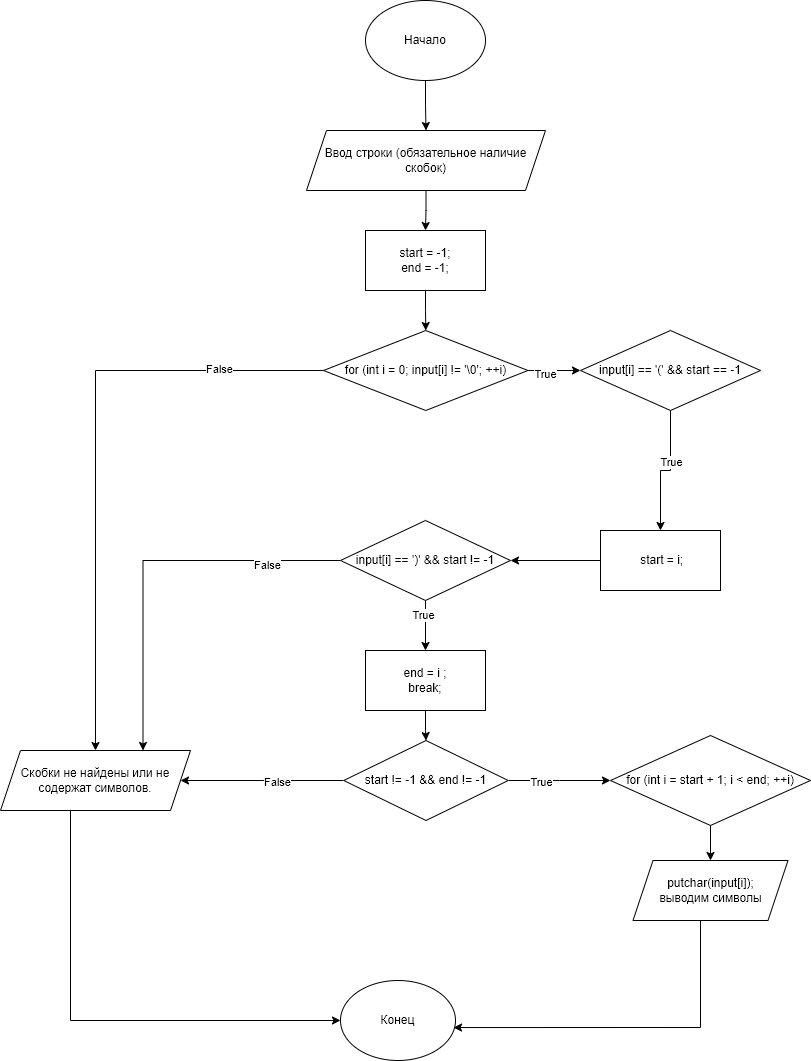 Начало
Ввод строки (обязательное наличие
скобок)
start = -1;
end = -1;
False
for (int i = 0; input[i] != '\0'; ++i)
True
input[i] == '(' && start == -1
True
start = i;
input[i] == ')' && start != -1
False
True
end = i ;
break;
Скобки не найдены или не
содержат символов.
False
start != -1 && end != -1
True
for (int i = start + 1; i < end; ++i)
putchar(input[i]);
выводим символы
Конец